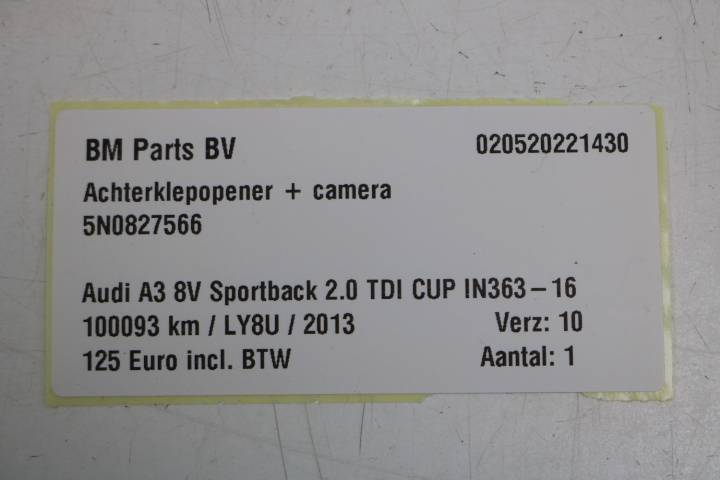 BM Parts BV 020520221430
Achterklepopener + camera
5N0827566
Audi A3 8V Sportback 2.0 TDI CUP IN363-16
100093 km / LY8U / 2013 Verz: 10
125 Euro incl. BTW Aantal: 1